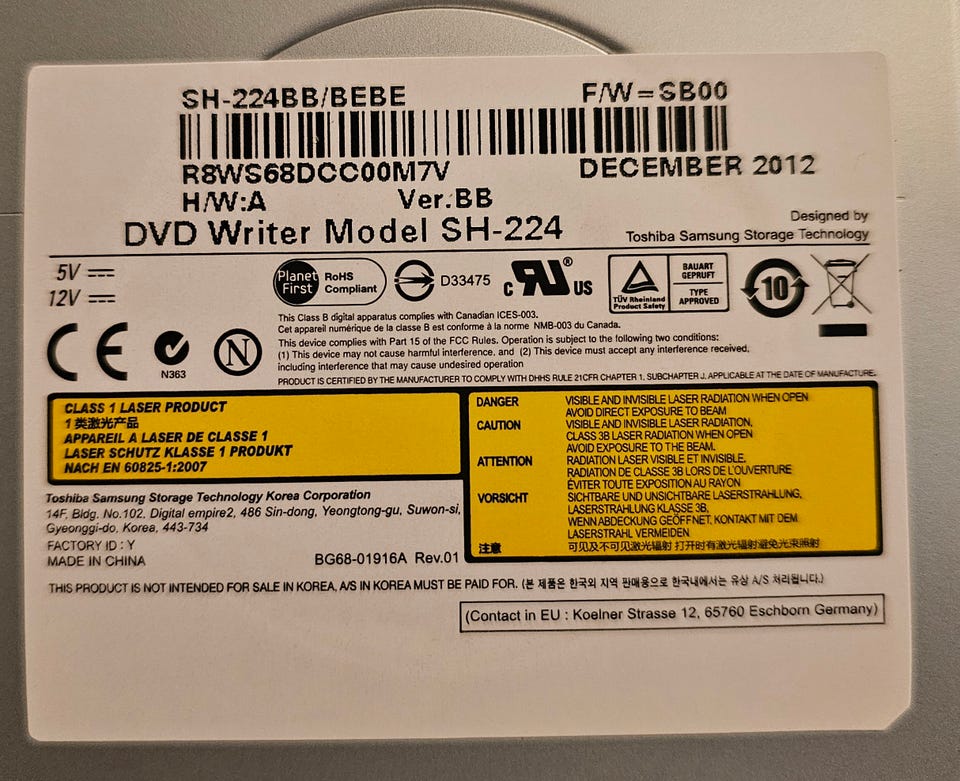 SH-224BB/BEBE F/W=SB00
R8WS68DCC00M7V DECEMBER 2012
H/W:A Ver.BB
DVD Writer Model SH-224
Designed by
Toshiba Samsung Storage Technology
5V
12V
Planet First RoHS Compliant
D33475
c RU ® US
TÜV Rheinland
Product Safety
BAUART
GEPRUFT
TYPE
APPROVED
10
CE
N363
N
This Class B digital apparatus complies with Canadian ICES-003.
Cet appareil numérique de la classe B est conforme à la norme NMB-003 du Canada.
This device complies with Part 15 of the FCC Rules. Operation is subject to the following two conditions:
(1) This device may not cause harmful interference, and (2) This device must accept any interference received,
including interference that may cause undesired operation
PRODUCT IS CERTIFIED BY THE MANUFACTURER TO COMPLY WITH DHHS RULE 21CFR CHAPTER 1, SUBCHAPTER J, APPLICABLE AT THE DATE OF MANUFACTURE.
CLASS 1 LASER PRODUCT
1 类激光产品
APPAREIL A LASER DE CLASSE 1
LASER SCHUTZ KLASSE 1 PRODUKT
NACH EN 60825-1:2007
DANGER VISIBLE AND INVISIBLE LASER RADIATION WHEN OPEN
AVOID DIRECT EXPOSURE TO BEAM
CAUTION VISIBLE AND INVISIBLE LASER RADIATION,
CLASS 3B LASER RADIATION WHEN OPEN
AVOID EXPOSURE TO THE BEAM.
ATTENTION RADIATION LASER VISIBLE ET INVISIBLE,
RADIATION DE CLASSE 3B LORS DE L'OUVERTURE
ÉVITER TOUTE EXPOSITION AU RAYON
VORSICHT SICHTBARE UND UNSICHTBARE LASERSTRAHLUNG,
LASERSTRAHLUNG KLASSE 3B,
WENN ABDECKUNG GEÖFFNET, KONTAKT MIT DEM
LASERSTRAHL VERMEIDEN
注意 可见及不可见激光辐射 打开时有激光辐射避免光束照射
Toshiba Samsung Storage Technology Korea Corporation
14F, Bidg. No.102, Digital empire2, 486 Sin-dong, Yeongtong-gu, Suwon-si,
Gyeonggi-do, Korea, 443-734
FACTORY ID : Y
MADE IN CHINA BG68-01916A Rev.01
THIS PRODUCT IS NOT INTENDED FOR SALE IN KOREA, A/S IN KOREA MUST BE PAID FOR. (본 제품은 한국외 지역 판매용으로 한국내에서는 유상 A/S 처리됩니다.)
(Contact in EU : Koelner Strasse 12, 65760 Eschborn Germany)